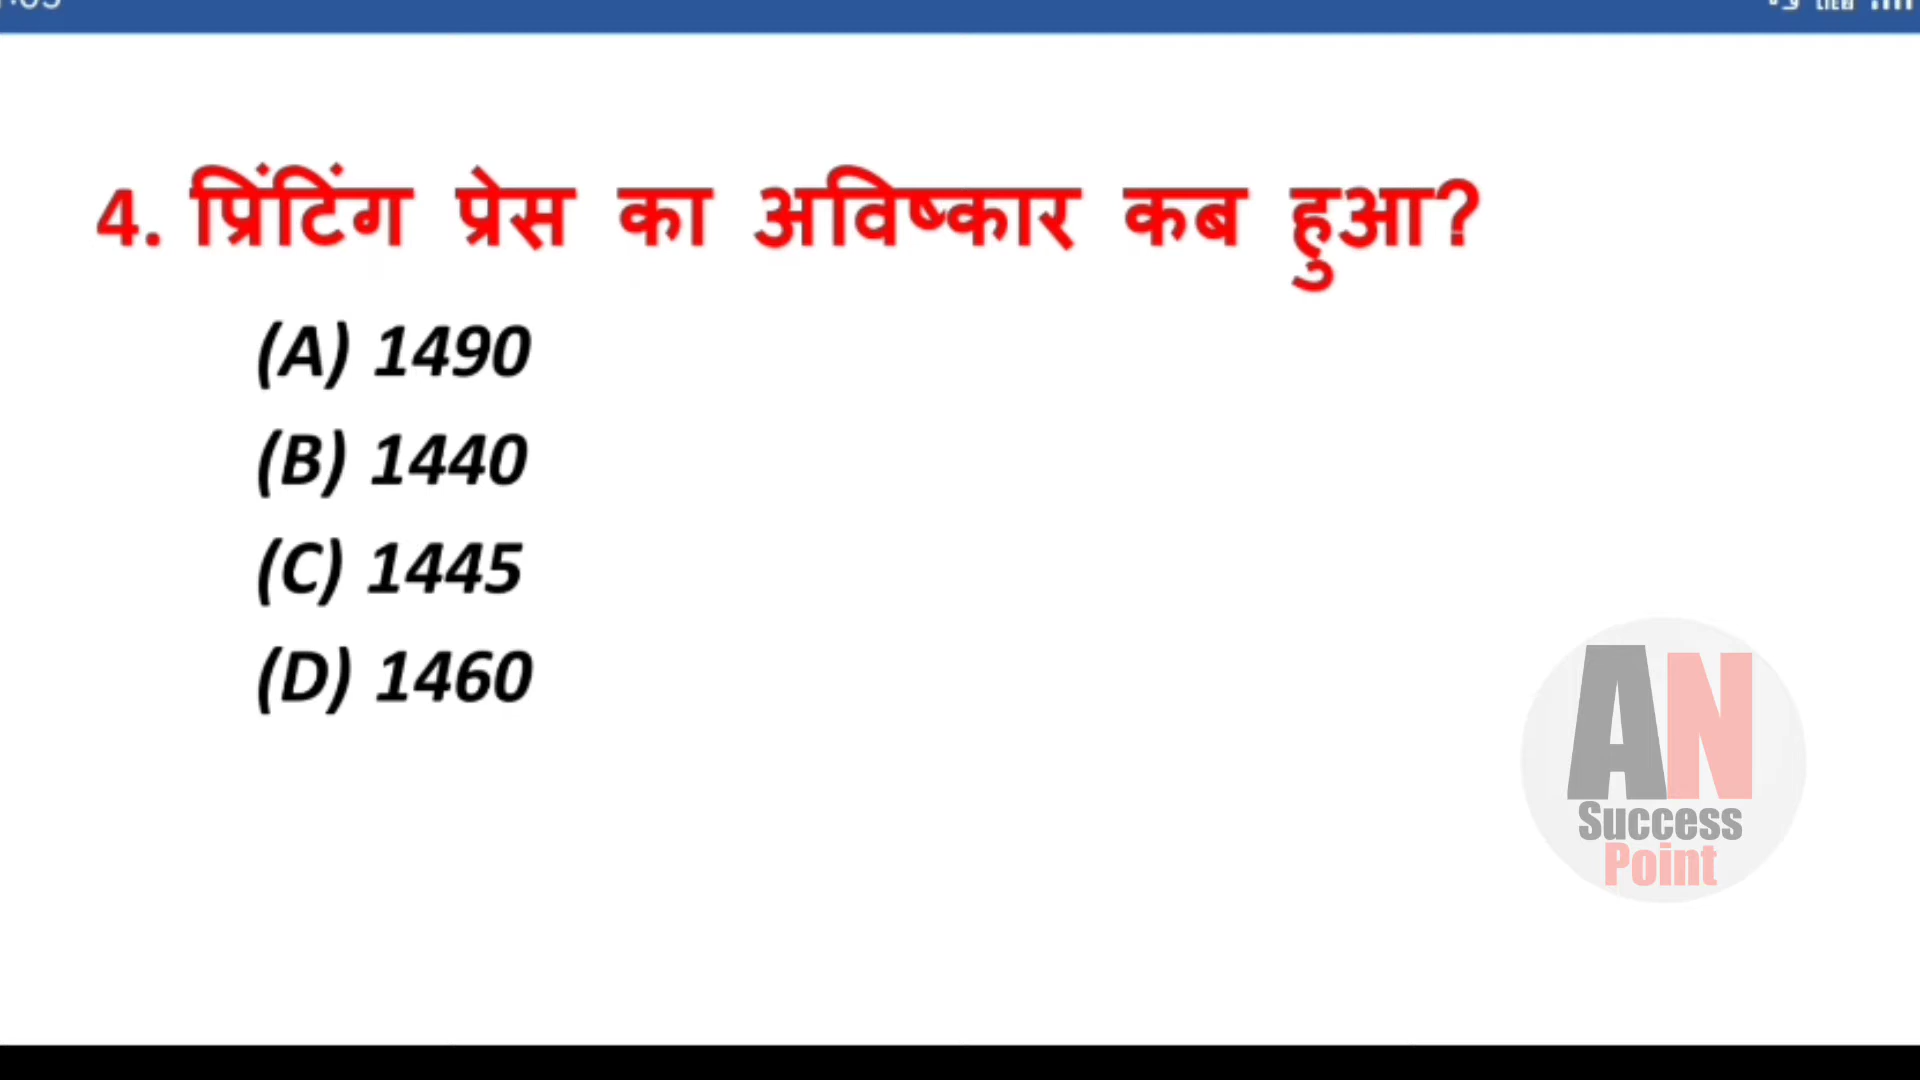 4. प्रिंटिंग प्रेस का अविष्कार कब हुआ?
(A) 1490
(B) 1440
(C) 1445
(D) 1460
AN
Success
Point